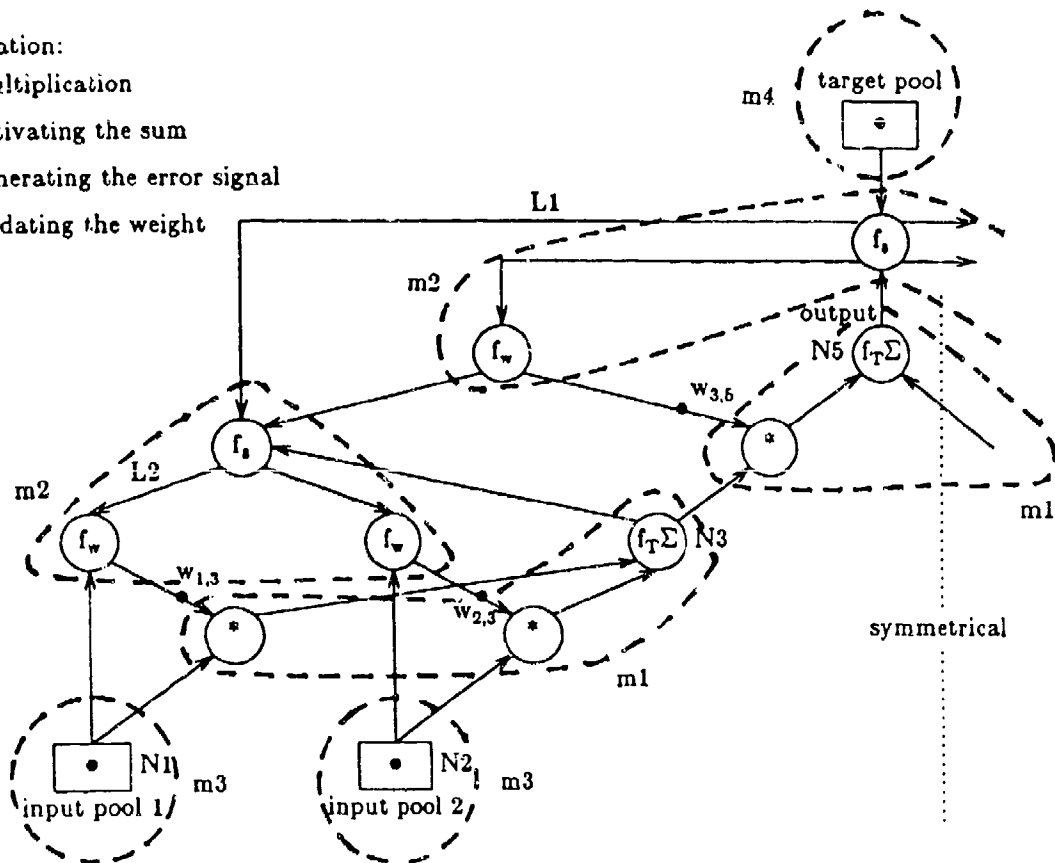 ation:
ltiplication
tivating the sum
nerating the error signal
dating the weight
target pool
m4
L1
f_s
m2
output
f_w
N5
f_TΣ
w_{3,5}
*
f_s
L2
m2
m1
f_w
f_w
f_TΣ
N3
w_{1,3}
w_{2,3}
*
*
symmetrical
m1
N1
m3
input pool 1
N2
m3
input pool 2